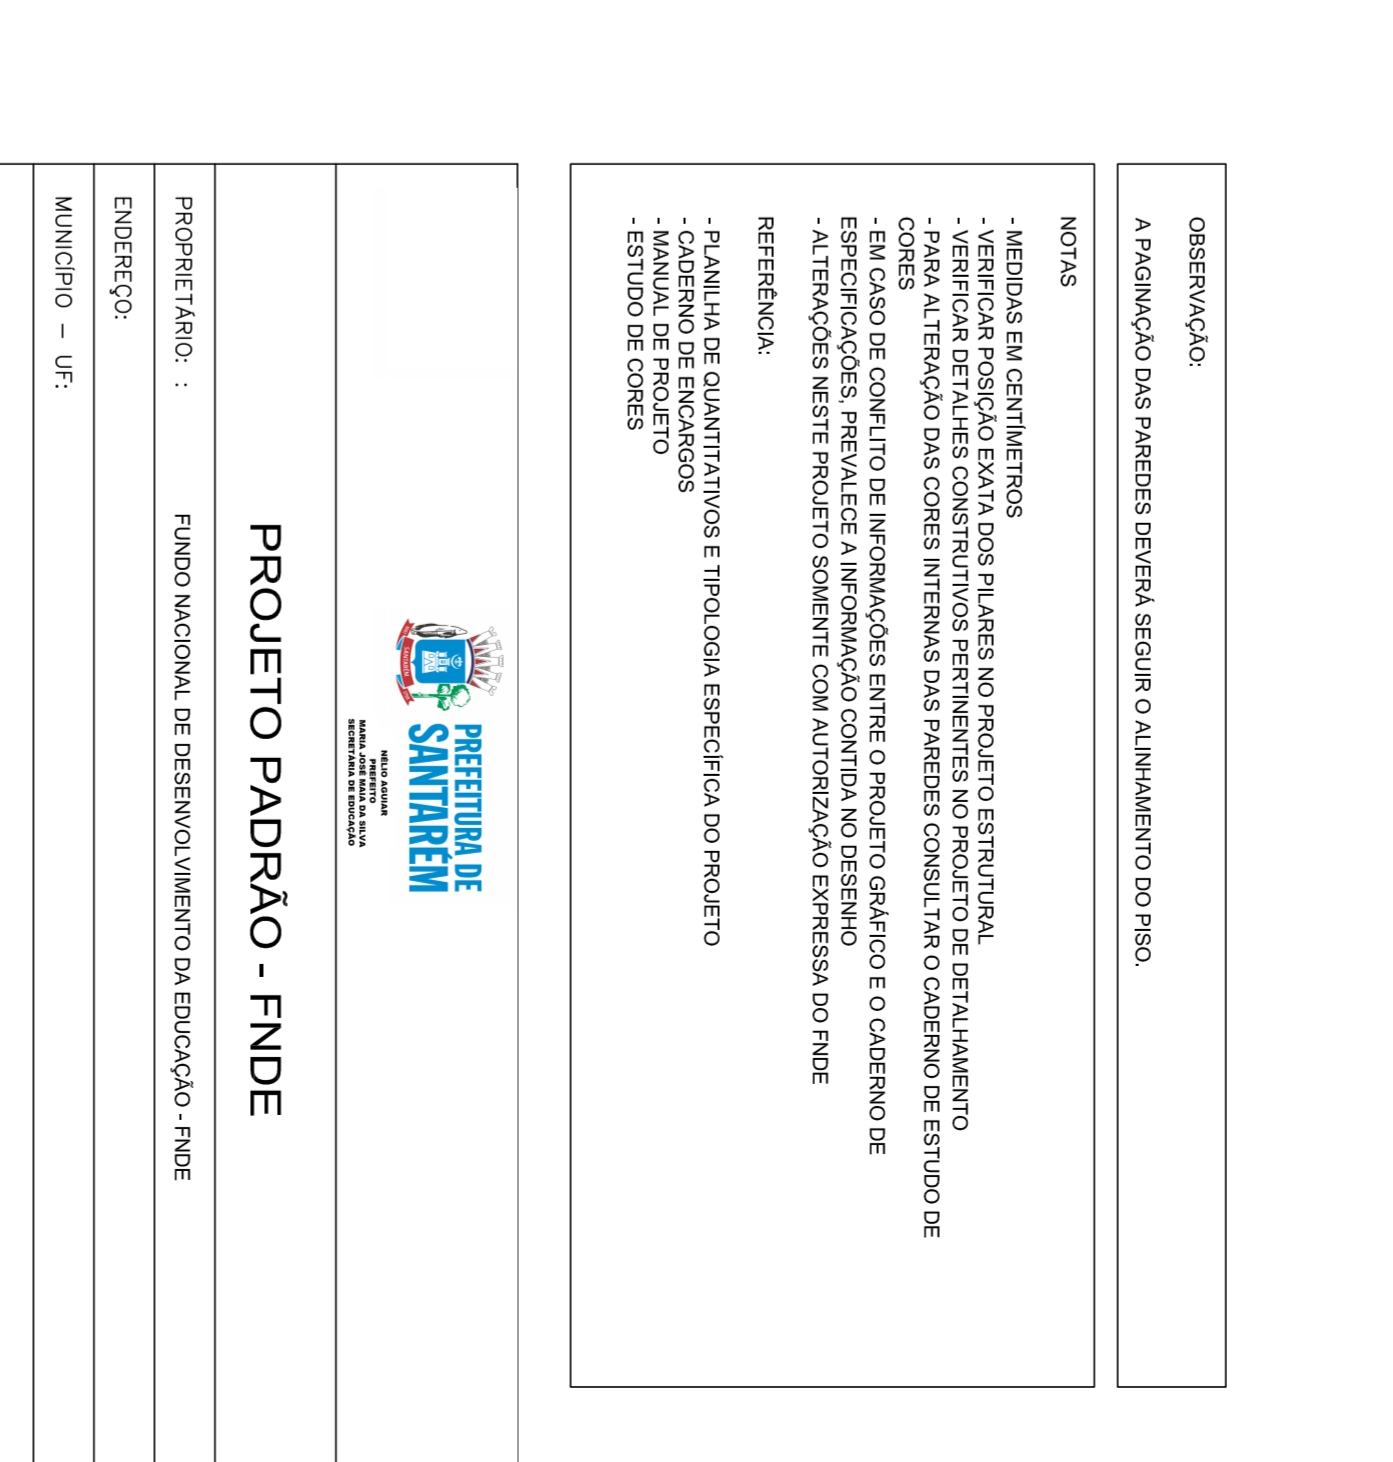 OBSERVAÇÃO:
A PAGINAÇÃO DAS PAREDES DEVERÁ SEGUIR O ALINHAMENTO DO PISO.
NOTAS
- MEDIDAS EM CENTÍMETROS
- VERIFICAR POSIÇÃO EXATA DOS PILARES NO PROJETO ESTRUTURAL
- VERIFICAR DETALHES CONSTRUTIVOS PERTINENTES NO PROJETO DE DETALHAMENTO
- PARA ALTERAÇÃO DAS CORES INTERNAS DAS PAREDES CONSULTAR O CADERNO DE ESTUDO DE
CORES
- EM CASO DE CONFLITO DE INFORMAÇÕES ENTRE O PROJETO GRÁFICO E O CADERNO DE
ESPECIFICAÇÕES, PREVALECE A INFORMAÇÃO CONTIDA NO DESENHO
- ALTERAÇÕES NESTE PROJETO SOMENTE COM AUTORIZAÇÃO EXPRESSA DO FNDE
REFERÊNCIA:
- PLANILHA DE QUANTITATIVOS E TIPOLOGIA ESPECÍFICA DO PROJETO
- CADERNO DE ENCARGOS
- MANUAL DE PROJETO
- ESTUDO DE CORES
SANTARÉM
PREFEITURA DE
SANTARÉM
NÉLIO AGUIAR
PREFEITO
MARIA JOSÉ MAIA DA SILVA
SECRETÁRIA DE EDUCAÇÃO
PROJETO PADRÃO - FNDE
PROPRIETÁRIO: : FUNDO NACIONAL DE DESENVOLVIMENTO DA EDUCAÇÃO - FNDE
ENDEREÇO:
MUNICÍPIO – UF: